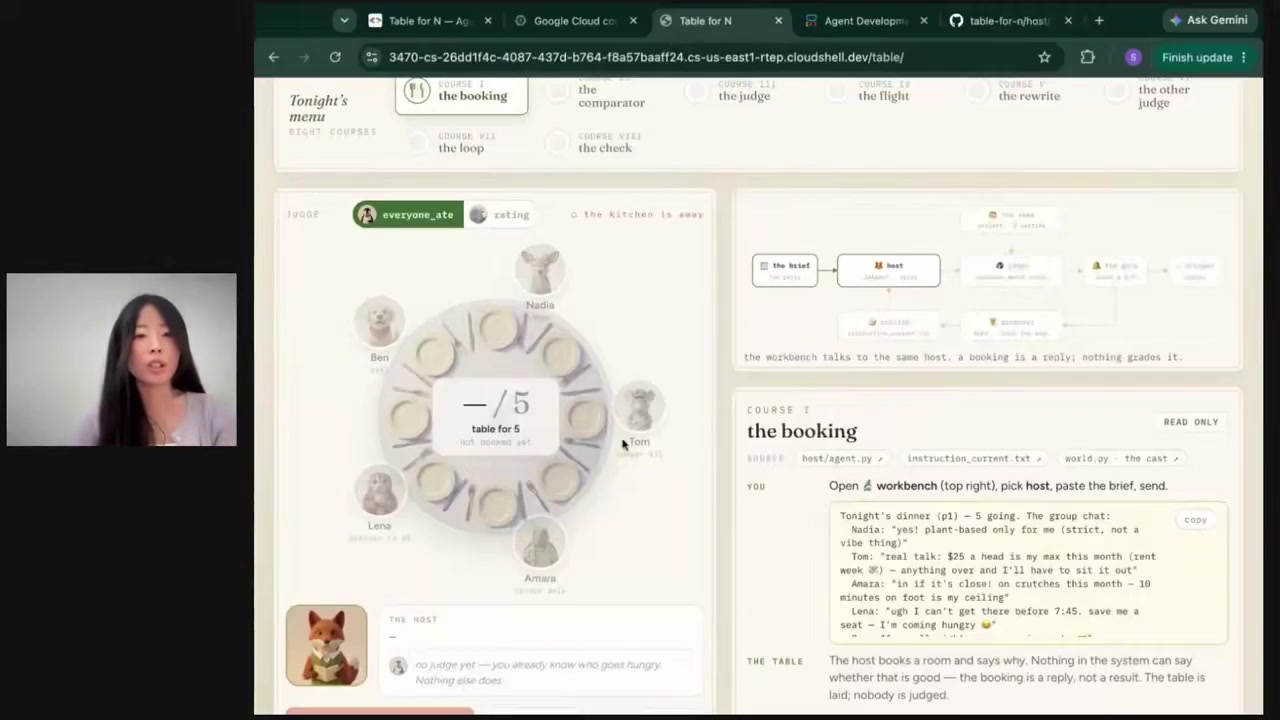 Table for N — Age
Google Cloud co
Table for N
Agent Developm
table-for-n/host/
Ask Gemini
3470-cs-26dd1f4c-4087-437d-b764-f8a57baaff24.cs-us-east1-rtep.cloudshell.dev/table/
S
Finish update
Tonight's
menu
EIGHT COURSES
COURSE I
the booking
the
comparator
COURSE III
the judge
COURSE IV
the flight
COURSE V
the rewrite
the other
judge
COURSE VII
the loop
COURSE VIII
the check
JUDGE
everyone_ate
rating
the kitchen is away
Nadia
Ben
Tom
Lena
Amara
—/5
table for 5
not booked yet
THE HOST
—
no judge yet — you already know who goes hungry.
Nothing else does.
the brief
host
the workbench talks to the same host. a booking is a reply; nothing grades it.
COURSE I
the booking
READ ONLY
SOURCE
host/agent.py ↗
instruction_current.txt ↗
world.py · the cast ↗
YOU
Open 🔬 workbench (top right), pick host, paste the brief, send.
copy
Tonight's dinner (p1) — 5 going. The group chat:
Nadia: "yes! plant-based only for me (strict, not a
vibe thing)"
Tom: "real talk: $25 a head is my max this month (rent
week 💸) — anything over and I'll have to sit it out"
Amara: "in if it's close! on crutches this month — 10
minutes on foot is my ceiling"
Lena: "ugh I can't get there before 7:45. save me a
seat — I'm coming hungry 😅"
THE TABLE
The host books a room and says why. Nothing in the system can say
whether that is good — the booking is a reply, not a result. The table is
laid; nobody is judged.